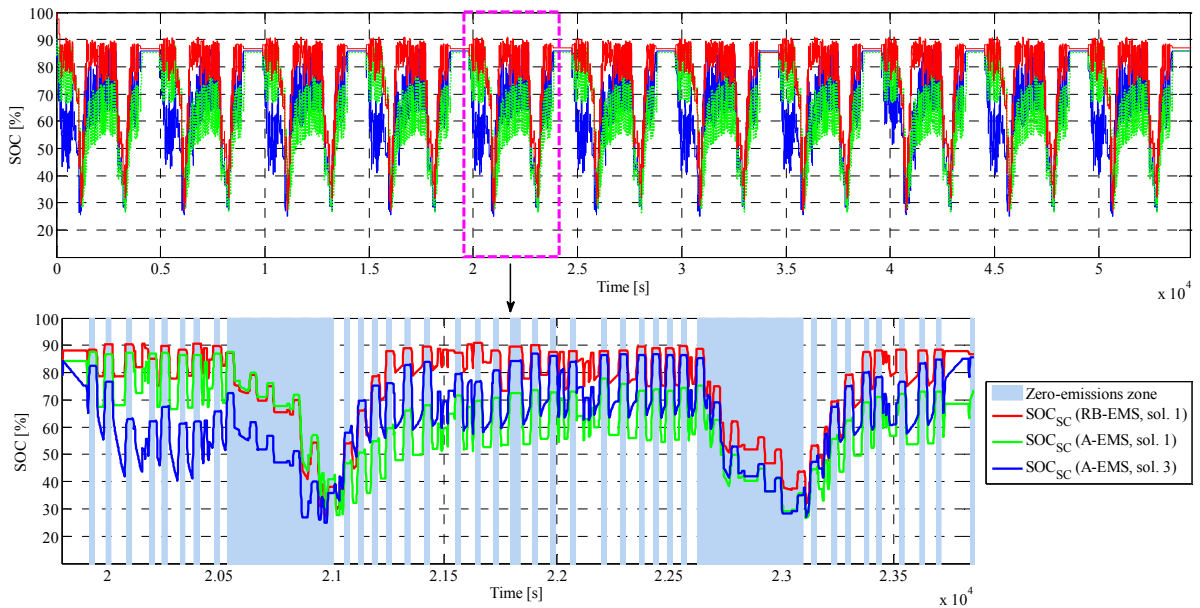 100
90
80
70
60
50
40
30
20
SOC [%]
0 0.5 1 1.5 2 2.5 3 3.5 4 4.5 5
Time [s]
x 10^4
100
90
80
70
60
50
40
30
20
SOC [%]
2 2.05 2.1 2.15 2.2 2.25 2.3 2.35
Time [s]
x 10^4
Zero-emissions zone
SOC_SC (RB-EMS, sol. 1)
SOC_SC (A-EMS, sol. 1)
SOC_SC (A-EMS, sol. 3)